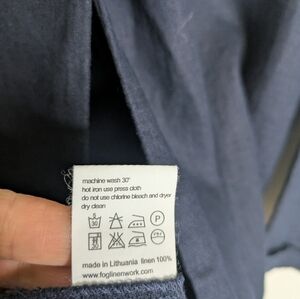 machine wash 30°
hot iron use press cloth
do not use chlorine bleach and dryer
dry clean
30
P
made in Lithuania linen 100%
www.foglinenwork.com